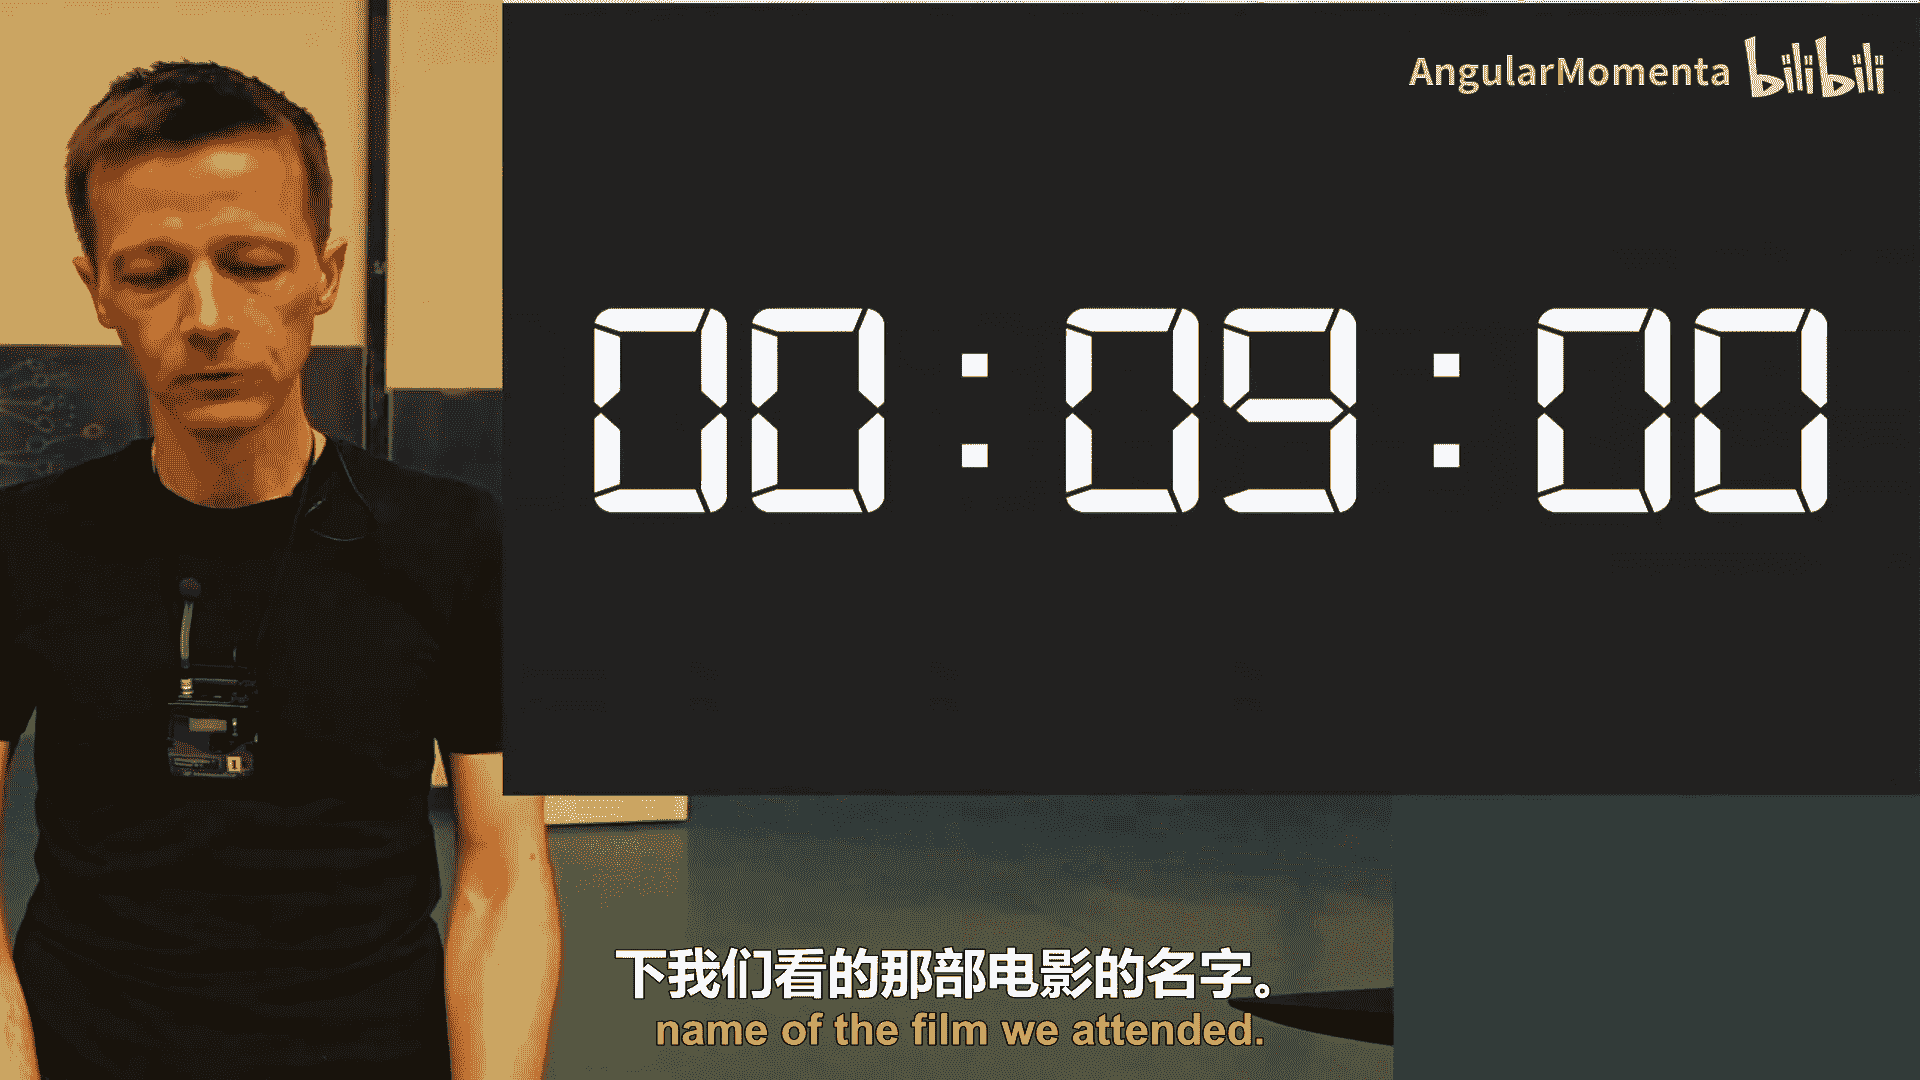 AngularMomenta bilibili
00:09:00
1
下我们看的那部电影的名字。
name of the film we attended.